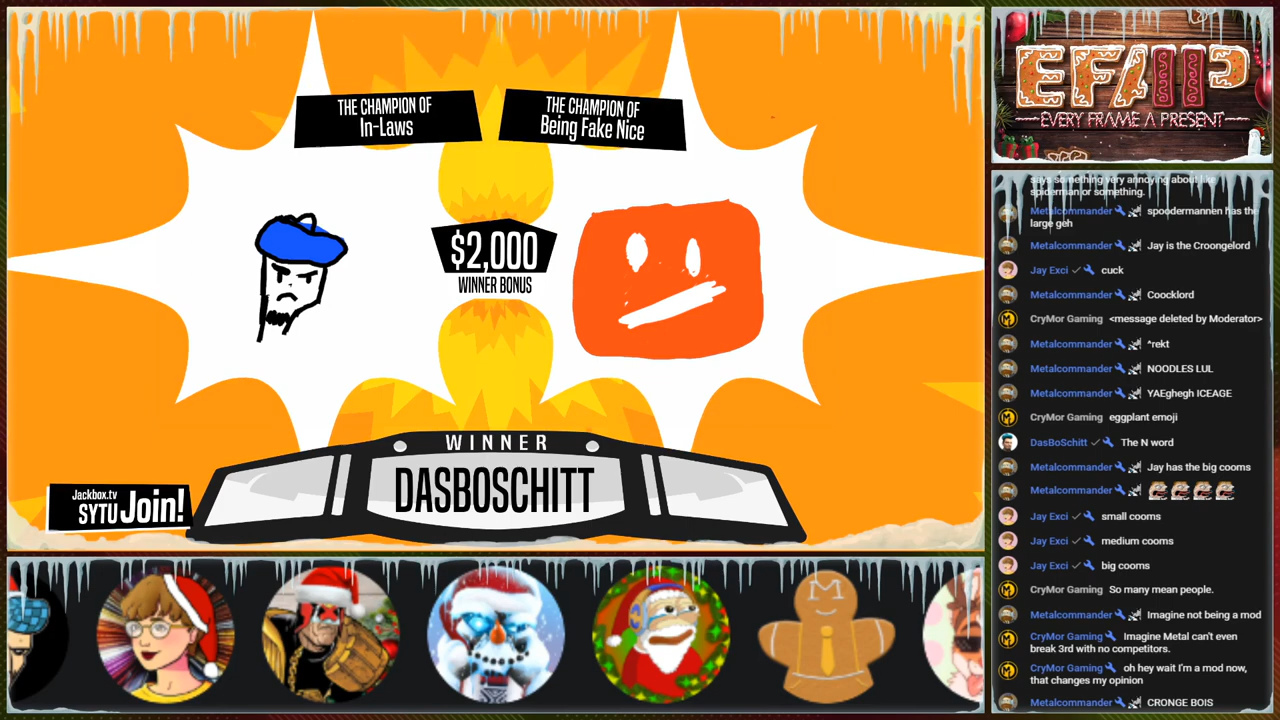 THE CHAMPION OF
In-Laws
THE CHAMPION OF
Being Fake Nice
$2,000
WINNER BONUS
WINNER
DASBOSCHITT
Jackbox.tv
SYTU Join!
EFAP
EVERY FRAME A PRESENT
says something very annoying about like
spiderman or something.
Metalcommander spoodermannen has the
large geh
Metalcommander Jay is the Croongelord
Jay Exci cuck
Metalcommander Coocklord
CryMor Gaming <message deleted by Moderator>
Metalcommander ^rekt
Metalcommander NOODLES LUL
Metalcommander YAEghegh ICEAGE
CryMor Gaming eggplant emoji
DasBoSchitt The N word
Metalcommander Jay has the big cooms
Metalcommander
Jay Exci small cooms
Jay Exci medium cooms
Jay Exci big cooms
CryMor Gaming So many mean people.
Metalcommander Imagine not being a mod
CryMor Gaming Imagine Metal can't even
break 3rd with no competitors.
CryMor Gaming oh hey wait I'm a mod now,
that changes my opinion
Metalcommander CRONGE BOIS
M